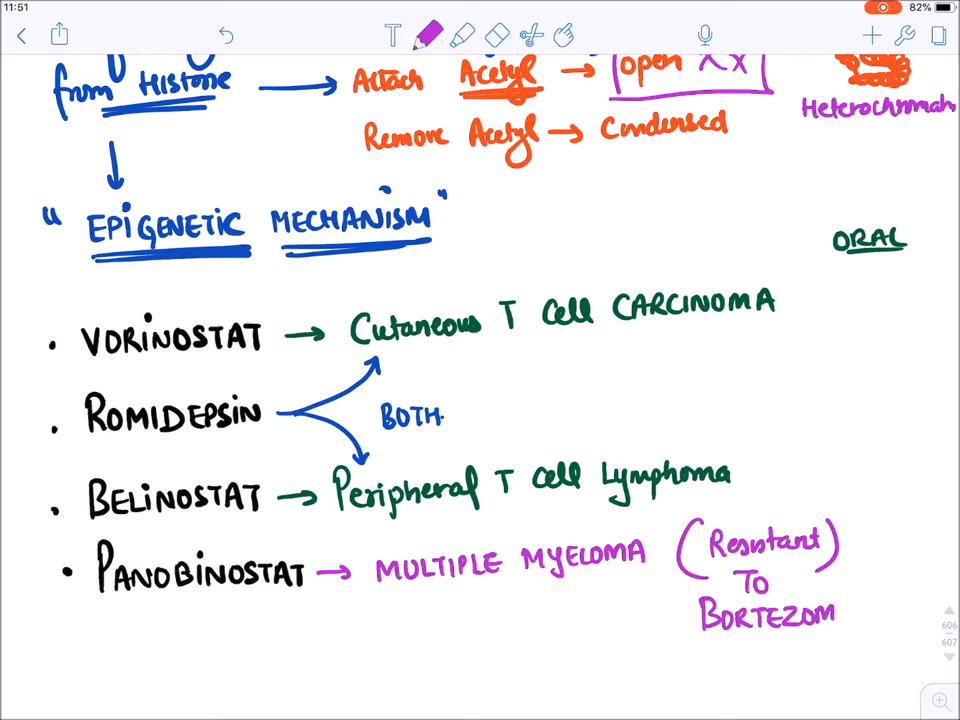 11:51
82%
T
from Histone → Attach Acetyl → open
Heterochromah
Remove Acetyl → Condensed
" EPIGENETIC MECHANISM "
ORAL
• VORINOSTAT → Cutaneous T Cell CARCINOMA
• ROMIDEPSIN BOTH
• BELINOSTAT → Peripheral T Cell Lymphoma
• PANOBINOSTAT → MULTIPLE MYELOMA (Resistant)
TO
BORTEZOM
606
607